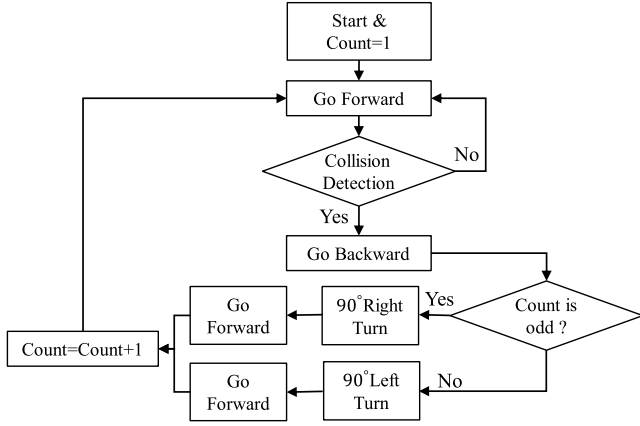 Start &
Count=1
Go Forward
Collision
Detection
No
Yes
Go Backward
Count is
odd ?
Yes
90°Right
Turn
Go
Forward
Count=Count+1
No
90°Left
Turn
Go
Forward